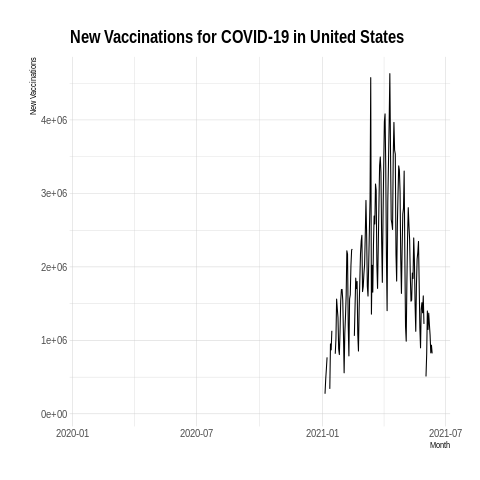 New Vaccinations for COVID-19 in United States
New Vaccinations
4e+06
3e+06
2e+06
1e+06
0e+00
2020-01
2020-07
2021-01
2021-07
Month